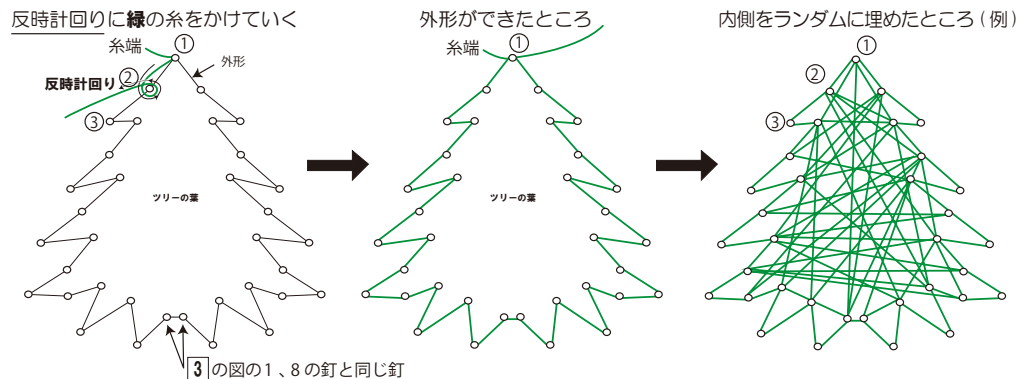 反時計回りに緑の糸をかけていく
糸端
①
外形
②
反時計回り
③
ツリーの葉
3 の図の1、8の釘と同じ釘
外形ができたところ
糸端
①
ツリーの葉
内側をランダムに埋めたところ(例)
①
②
③